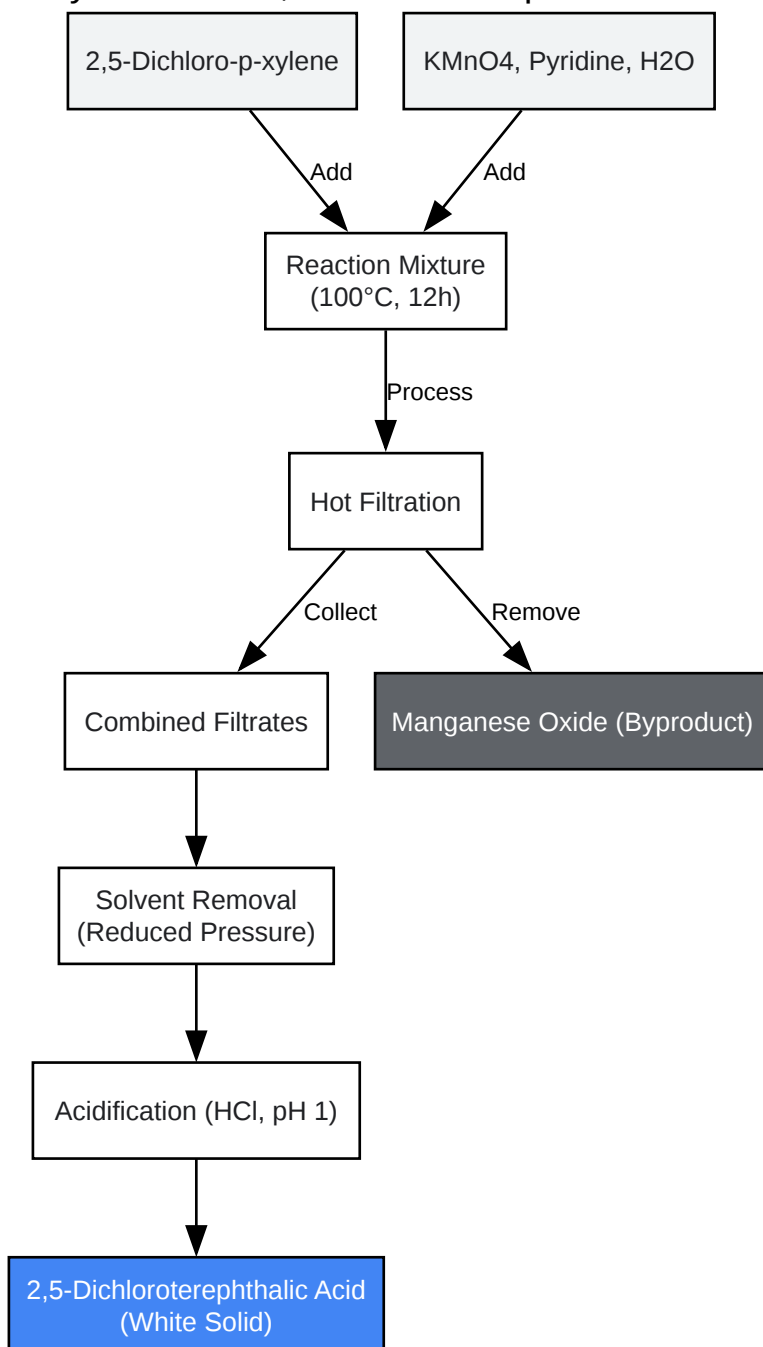 2,5-Dichloro-p-xylene
KMnO4, Pyridine, H2O
Add
Add
Reaction Mixture
(100°C, 12h)
Process
Hot Filtration
Collect
Remove
Combined Filtrates
Manganese Oxide (Byproduct)
Solvent Removal
(Reduced Pressure)
Acidification (HCl, pH 1)
2,5-Dichloroterephthalic Acid
(White Solid)